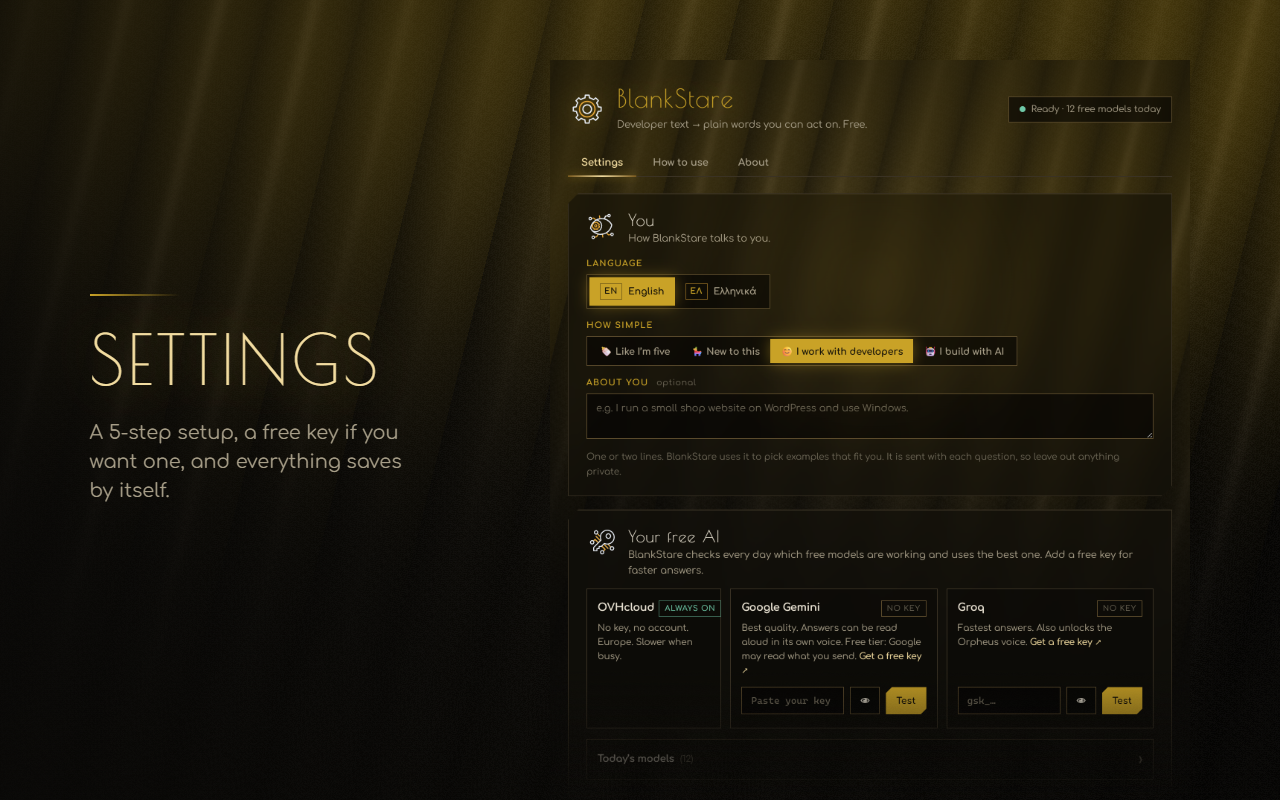 SETTINGS
A 5-step setup, a free key if you
want one, and everything saves
by itself.
BlankStare
Developer text → plain words you can act on. Free.
Ready · 12 free models today
Settings
How to use
About
You
How BlankStare talks to you.
LANGUAGE
EN English
ΕΛ Ελληνικά
HOW SIMPLE
Like I'm five
New to this
I work with developers
I build with AI
ABOUT YOU optional
e.g. I run a small shop website on WordPress and use Windows.
One or two lines. BlankStare uses it to pick examples that fit you. It is sent with each question, so leave out anything
private.
Your free AI
BlankStare checks every day which free models are working and uses the best one. Add a free key for
faster answers.
OVHcloud ALWAYS ON
No key, no account.
Europe. Slower when
busy.
Google Gemini NO KEY
Best quality. Answers can be read
aloud in its own voice. Free tier: Google
may read what you send. Get a free key
↗
Paste your key
Test
Groq NO KEY
Fastest answers. Also unlocks the
Orpheus voice. Get a free key ↗
gsk_…
Test
Today's models (12)